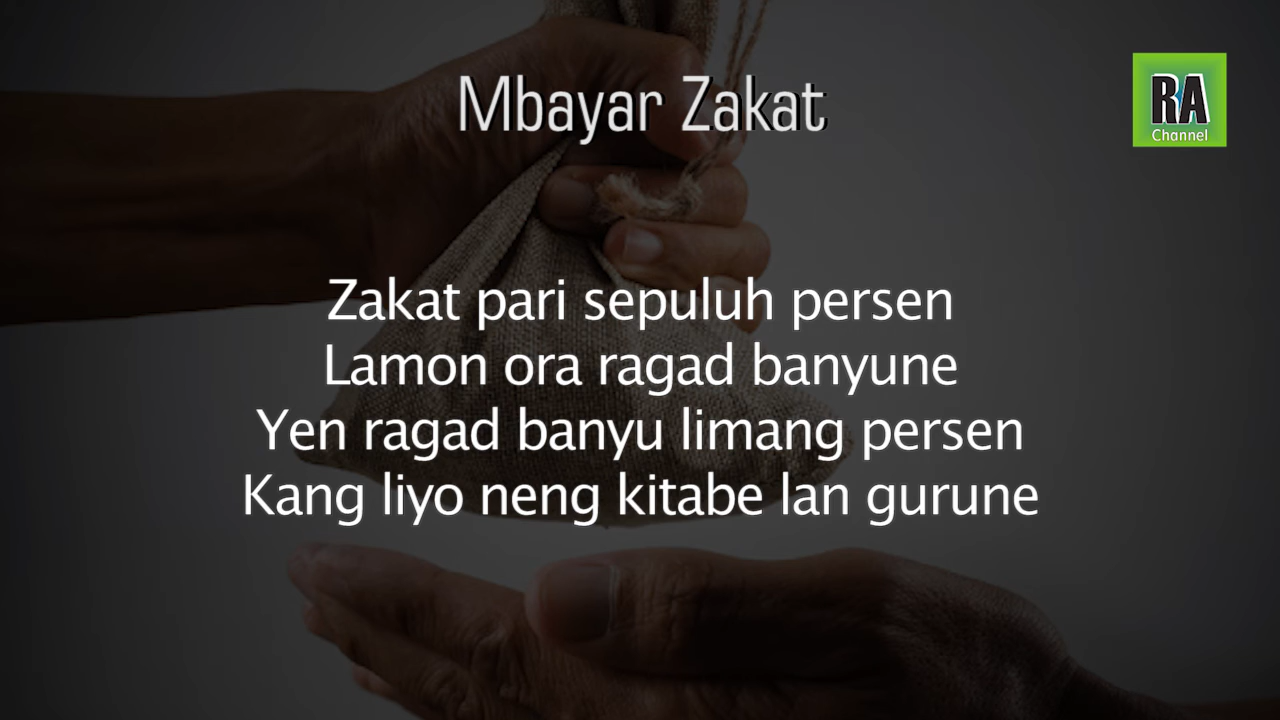 Mbayar Zakat
RA
Channel
Zakat pari sepuluh persen
Lamon ora ragad banyune
Yen ragad banyu limang persen
Kang liyo neng kitabe lan gurune